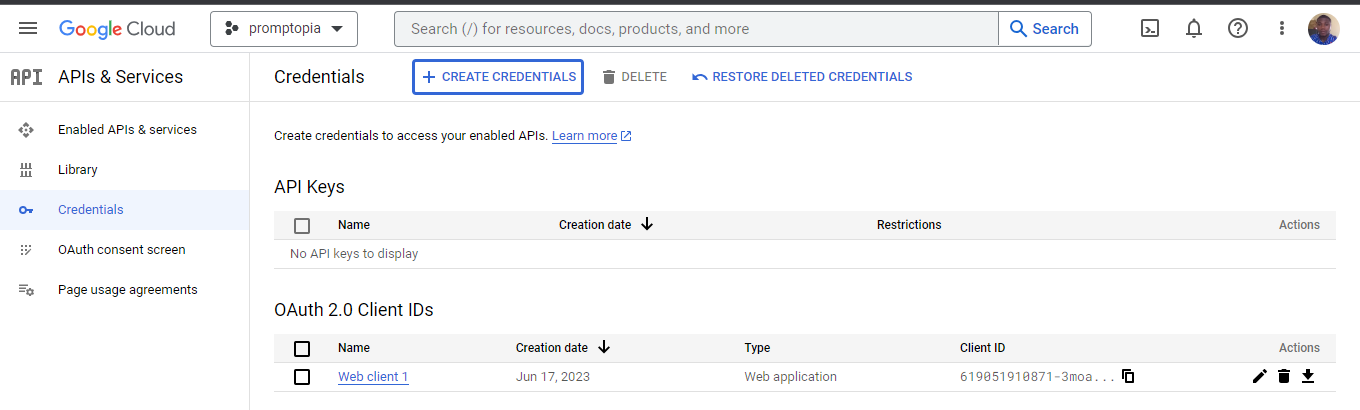 Google Cloud
promptopia
Search (/) for resources, docs, products, and more
Search
API APIs & Services
Credentials
CREATE CREDENTIALS
DELETE
RESTORE DELETED CREDENTIALS
Enabled APIs & services
Library
Credentials
OAuth consent screen
Page usage agreements
Create credentials to access your enabled APIs. Learn more
API Keys
Name Creation date Restrictions Actions
No API keys to display
OAuth 2.0 Client IDs
Name Creation date Type Client ID Actions
Web client 1 Jun 17, 2023 Web application 619051910871-3moa...